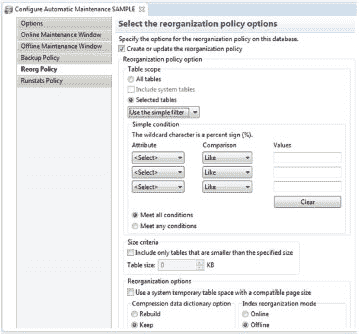 Configure Automatic Maintenance SAMPLE
Options
Online Maintenance Window
Offline Maintenance Window
Backup Policy
Reorg Policy
Runstats Policy
Select the reorganization policy options
Specify the options for the reorganization policy on this database.
Create or update the reorganization policy
Reorganization policy option
Table scope
All tables
Include system tables
Selected tables
Use the simple filter
Simple condition
The wildcard character is a percent sign (%).
Attribute Comparison Values
<Select> Like
<Select> Like
<Select> Like
Clear
Meet all conditions
Meet any conditions
Size criteria
Include only tables that are smaller than the specified size
Table size: 0 KB
Reorganization options
Use a system temporary table space with a compatible page size
Compression data dictionary option Index reorganization mode
Rebuild Online
Keep Offline